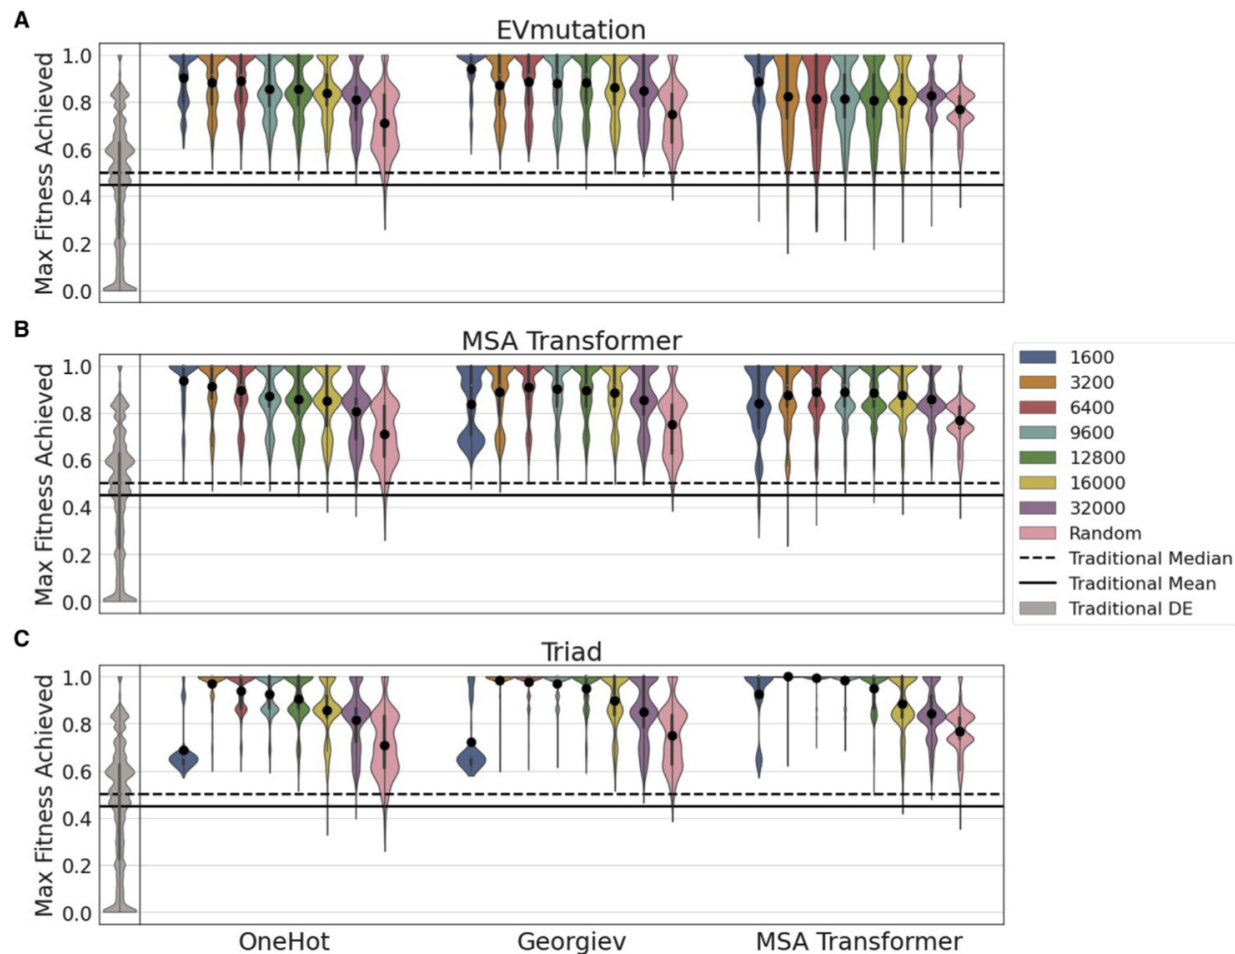 A
EVmutation
Max Fitness Achieved
1.0
0.8
0.6
0.4
0.2
0.0
B
MSA Transformer
Max Fitness Achieved
1.0
0.8
0.6
0.4
0.2
0.0
1600
3200
6400
9600
12800
16000
32000
Random
Traditional Median
Traditional Mean
Traditional DE
C
Triad
Max Fitness Achieved
1.0
0.8
0.6
0.4
0.2
0.0
OneHot
Georgiev
MSA Transformer